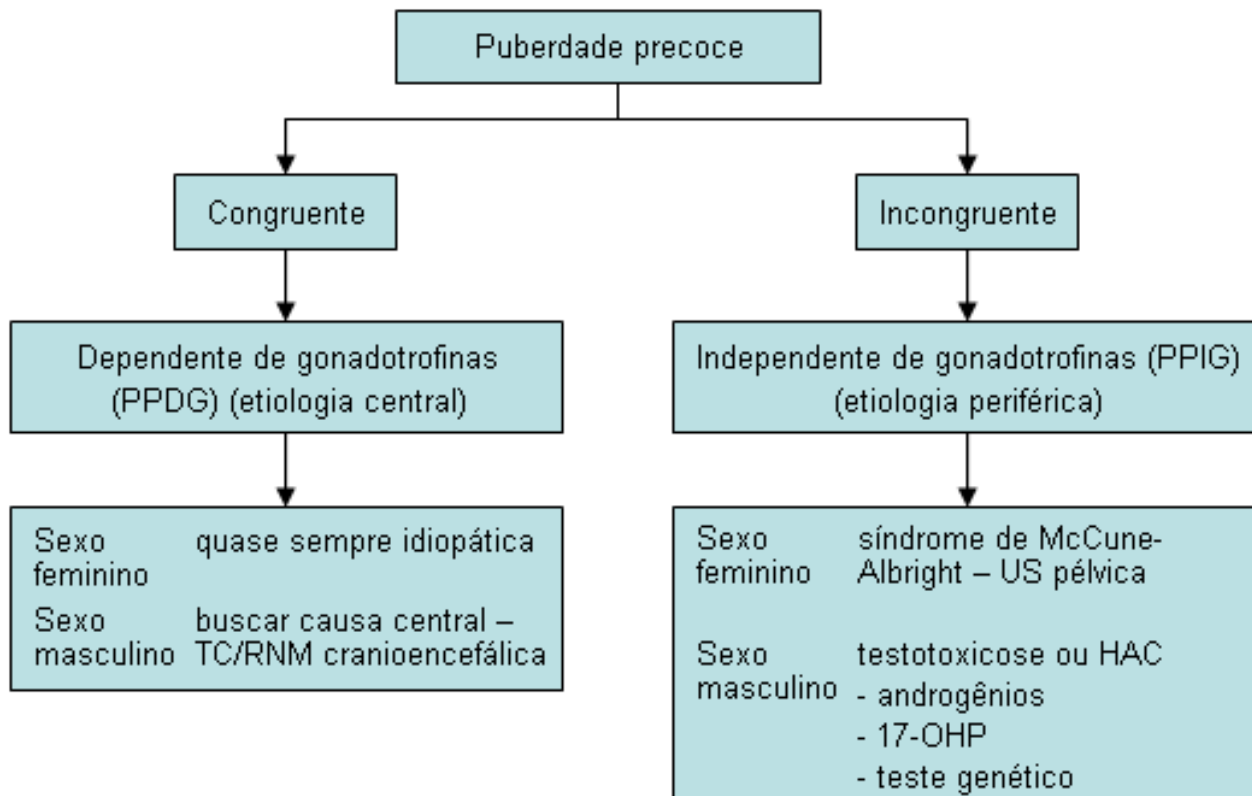 Puberdade precoce
Congruente
Incongruente
Dependente de gonadotrofinas
(PPDG) (etiologia central)
Independente de gonadotrofinas (PPIG)
(etiologia periférica)
Sexo feminino quase sempre idiopática
Sexo masculino buscar causa central –
TC/RNM cranioencefálica
Sexo feminino síndrome de McCune-
Albright – US pélvica
Sexo masculino testotoxicose ou HAC
- androgênios
- 17-OHP
- teste genético